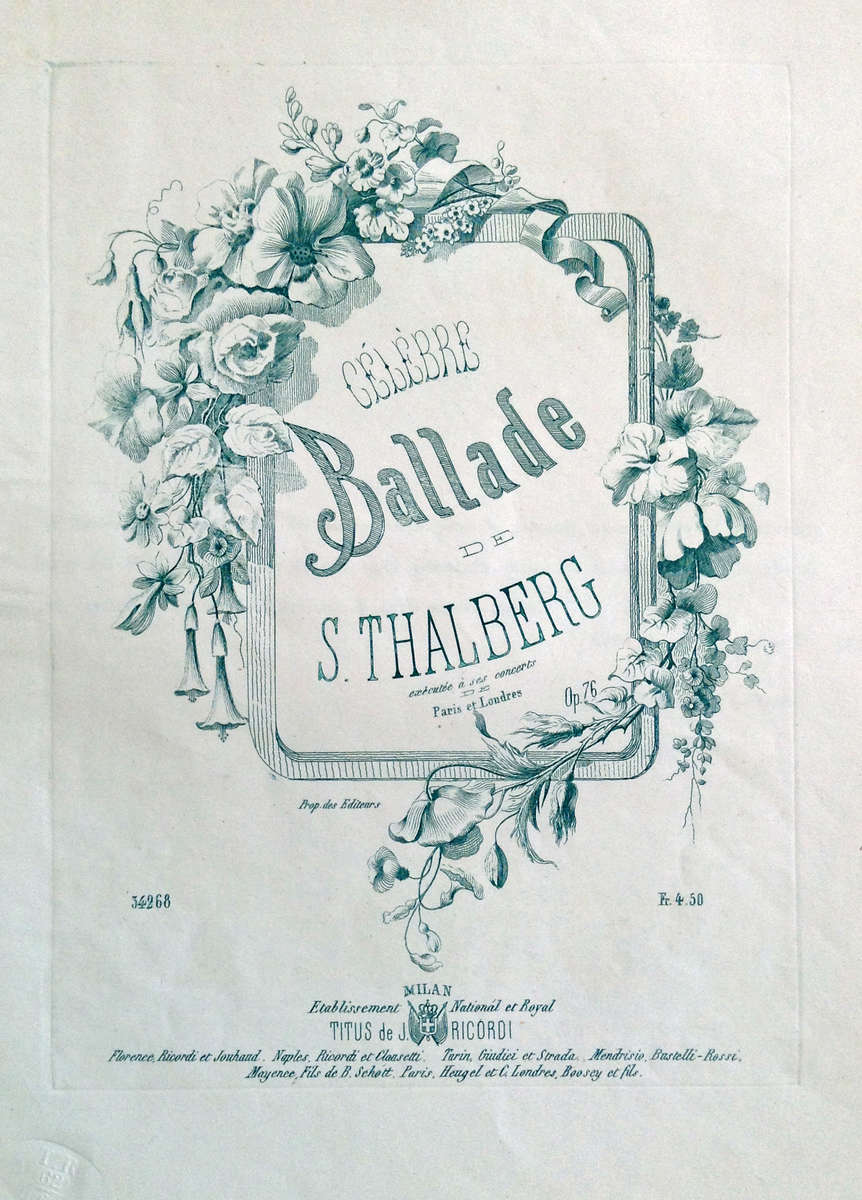 CÉLÈBRE
Ballade
DE
S. THALBERG
exécutée à ses concerts
DE
Paris et Londres
Op. 76
Prop. des Editeurs
34268
Fr. 4.50
MILAN
Etablissement National et Royal
TITUS de J. RICORDI
Florence, Ricordi et Jouhaud. Naples, Ricordi et Clausetti. Turin, Giudici et Strada. Mendrisio, Bustelli-Rossi.
Mayence, Fils de B. Schott. Paris, Heugel et C. Londres, Boosey et fils.